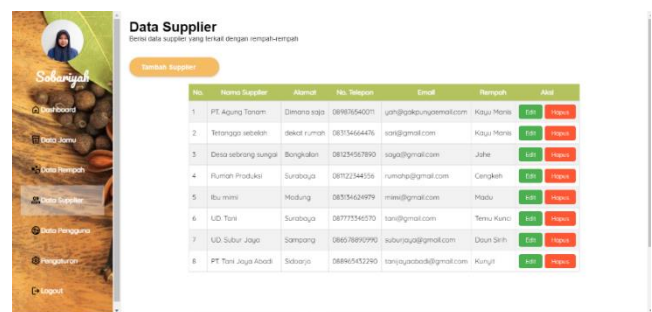 Data Supplier
Berisi data supplier yang terkait dengan rempah-rempah
Tambah Supplier
Sobariyah
Dashboard
Data Jamu
Data Rempah
Data Supplier
Data Pengguna
Pengaturan
Logout
No. Nama Supplier Alamat No. Telepon Email Rempah Aksi
1 PT. Agung Tanam Dimana saja 089876540011 yah@gakpunyaemail.com Kayu Manis Edit Hapus
2 Tetangga sebelah dekat rumah 083134664476 sari@gmail.com Kayu Manis Edit Hapus
3 Desa sebrang sungai Bangkalan 081234567890 saya@gmail.com Jahe Edit Hapus
4 Rumah Produksi Surabaya 081122344556 rumahp@gmail.com Cengkeh Edit Hapus
5 Ibu mimi Madung 083134624979 mimi@gmail.com Madu Edit Hapus
6 UD. Tani Surabaya 087773346570 tani@gmail.com Temu Kunci Edit Hapus
7 UD. Subur Jaya Sampang 086578890990 suburjaya@gmail.com Daun Sirih Edit Hapus
8 PT. Tani Jaya Abadi Sidoarjo 088965432290 tanijayaabadi@gmail.com Kunyit Edit Hapus